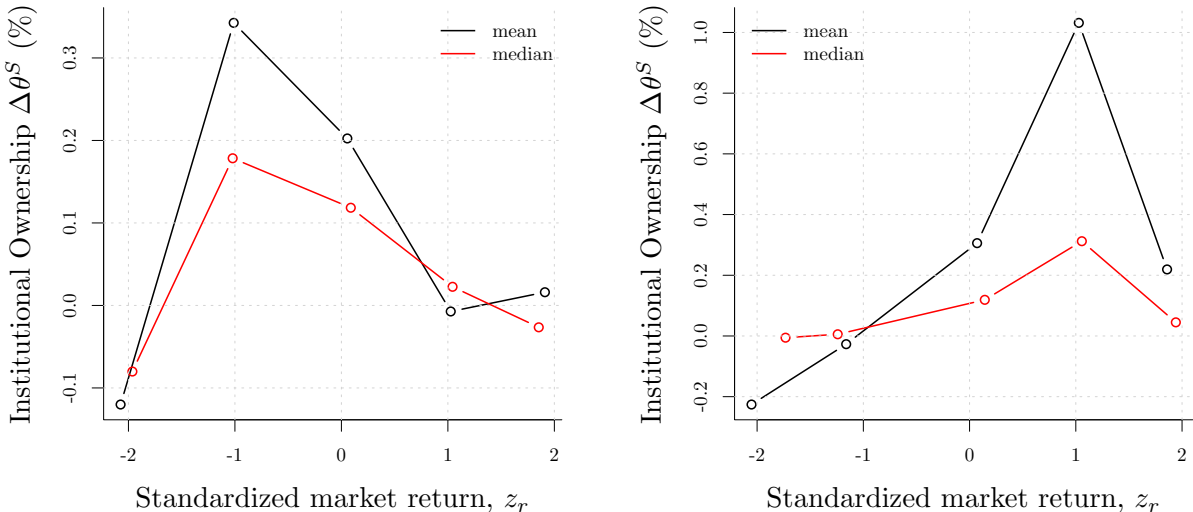 Institutional Ownership Δθ^S (%)
0.3
0.2
0.1
0.0
-0.1
mean
median
-2 -1 0 1 2
Standardized market return, z_r
Institutional Ownership Δθ^S (%)
1.0
0.8
0.6
0.4
0.2
0.0
-0.2
mean
median
-2 -1 0 1 2
Standardized market return, z_r